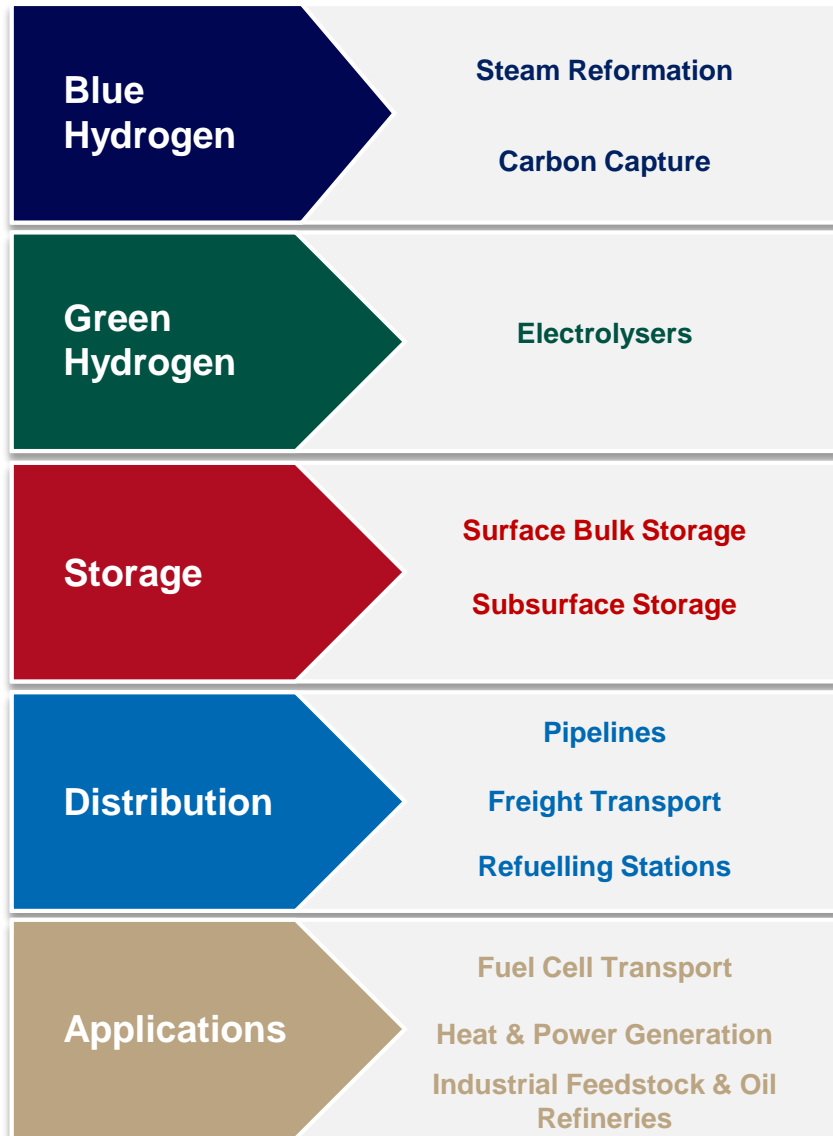 Blue
Hydrogen
Steam Reformation
Carbon Capture
Green
Hydrogen
Electrolysers
Storage
Surface Bulk Storage
Subsurface Storage
Distribution
Pipelines
Freight Transport
Refuelling Stations
Applications
Fuel Cell Transport
Heat & Power Generation
Industrial Feedstock & Oil
Refineries